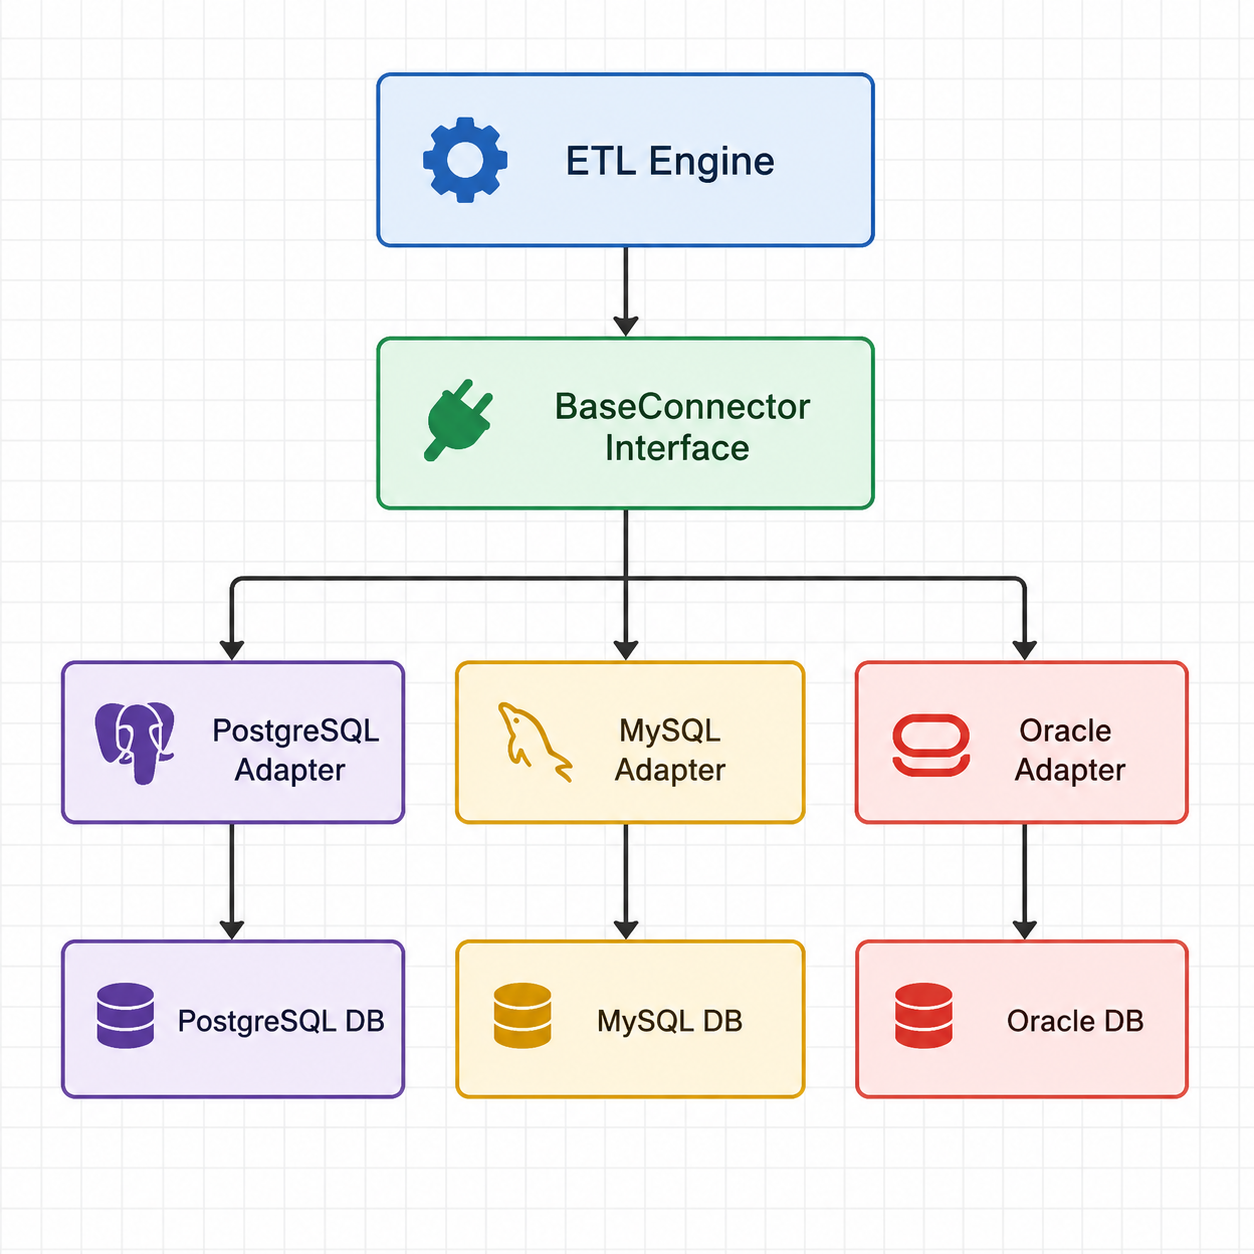 ETL Engine
BaseConnector
Interface
PostgreSQL
Adapter
MySQL
Adapter
Oracle
Adapter
PostgreSQL DB
MySQL DB
Oracle DB